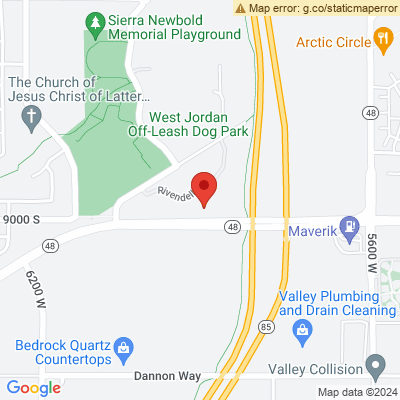 Map error: g.co/staticmaperror
Sierra Newbold
Memorial Playground
Arctic Circle
The Church of
Jesus Christ of Latter...
48
West Jordan
Off-Leash Dog Park
Rivendell
9000 S
48
48
Maverik
5600 W
6200 W
Valley Plumbing
and Drain Cleaning
85
Bedrock Quartz
Countertops
Valley Collision
Dannon Way
Google
Map data ©2024